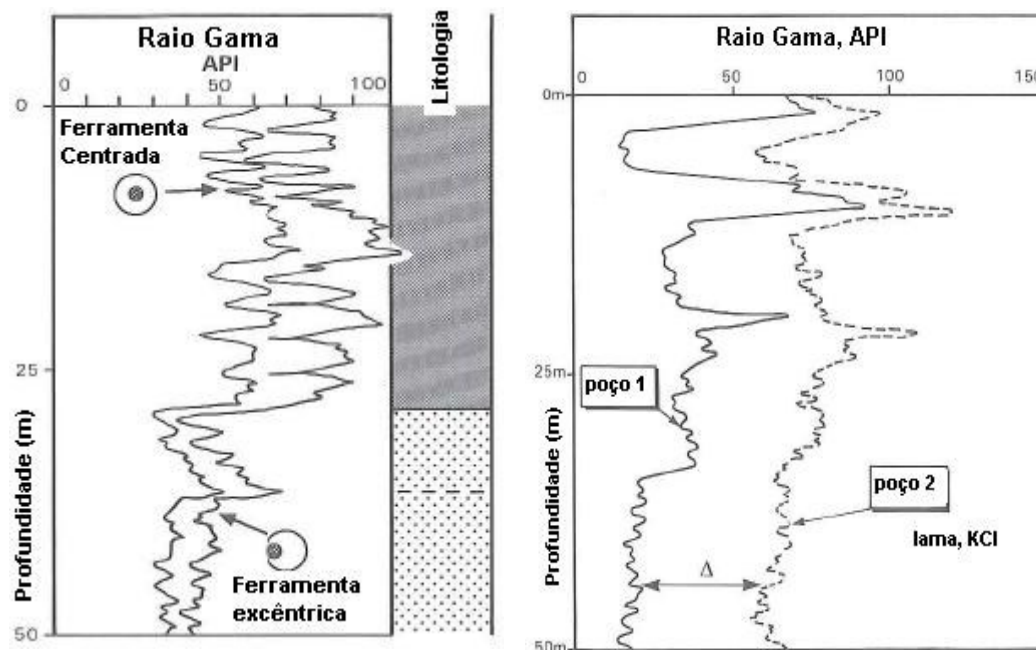 Raio Gama
API
0 50 100
Litologia
0
Ferramenta
Centrada
25
Ferramenta
excêntrica
50
Profundidade (m)
Raio Gama, API
0 50 100 150
0m
25m
poço 1
poço 2
lama, KCl
Δ
50m
Profundidade (m)